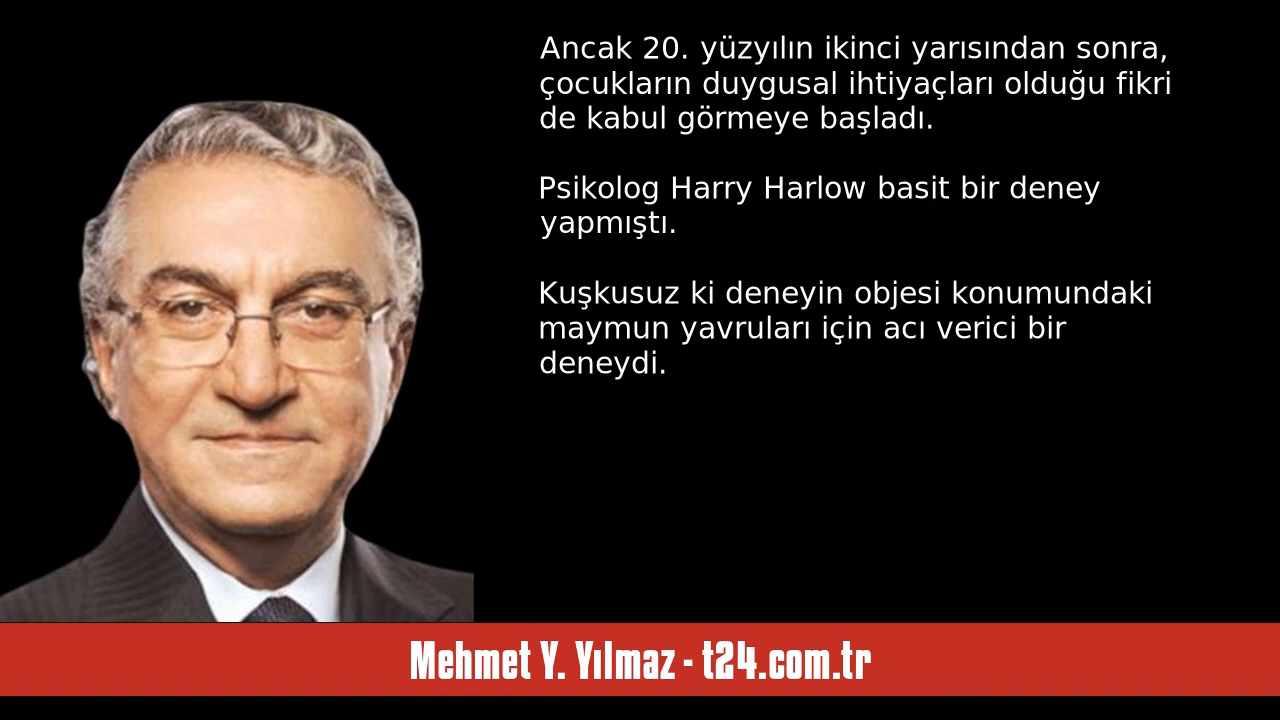 Ancak 20. yüzyılın ikinci yarısından sonra,
çocukların duygusal ihtiyaçları olduğu fikri
de kabul görmeye başladı.
Psikolog Harry Harlow basit bir deney
yapmıştı.
Kuşkusuz ki deneyin objesi konumundaki
maymun yavruları için acı verici bir
deneydi.
Mehmet Y. Yılmaz - t24.com.tr